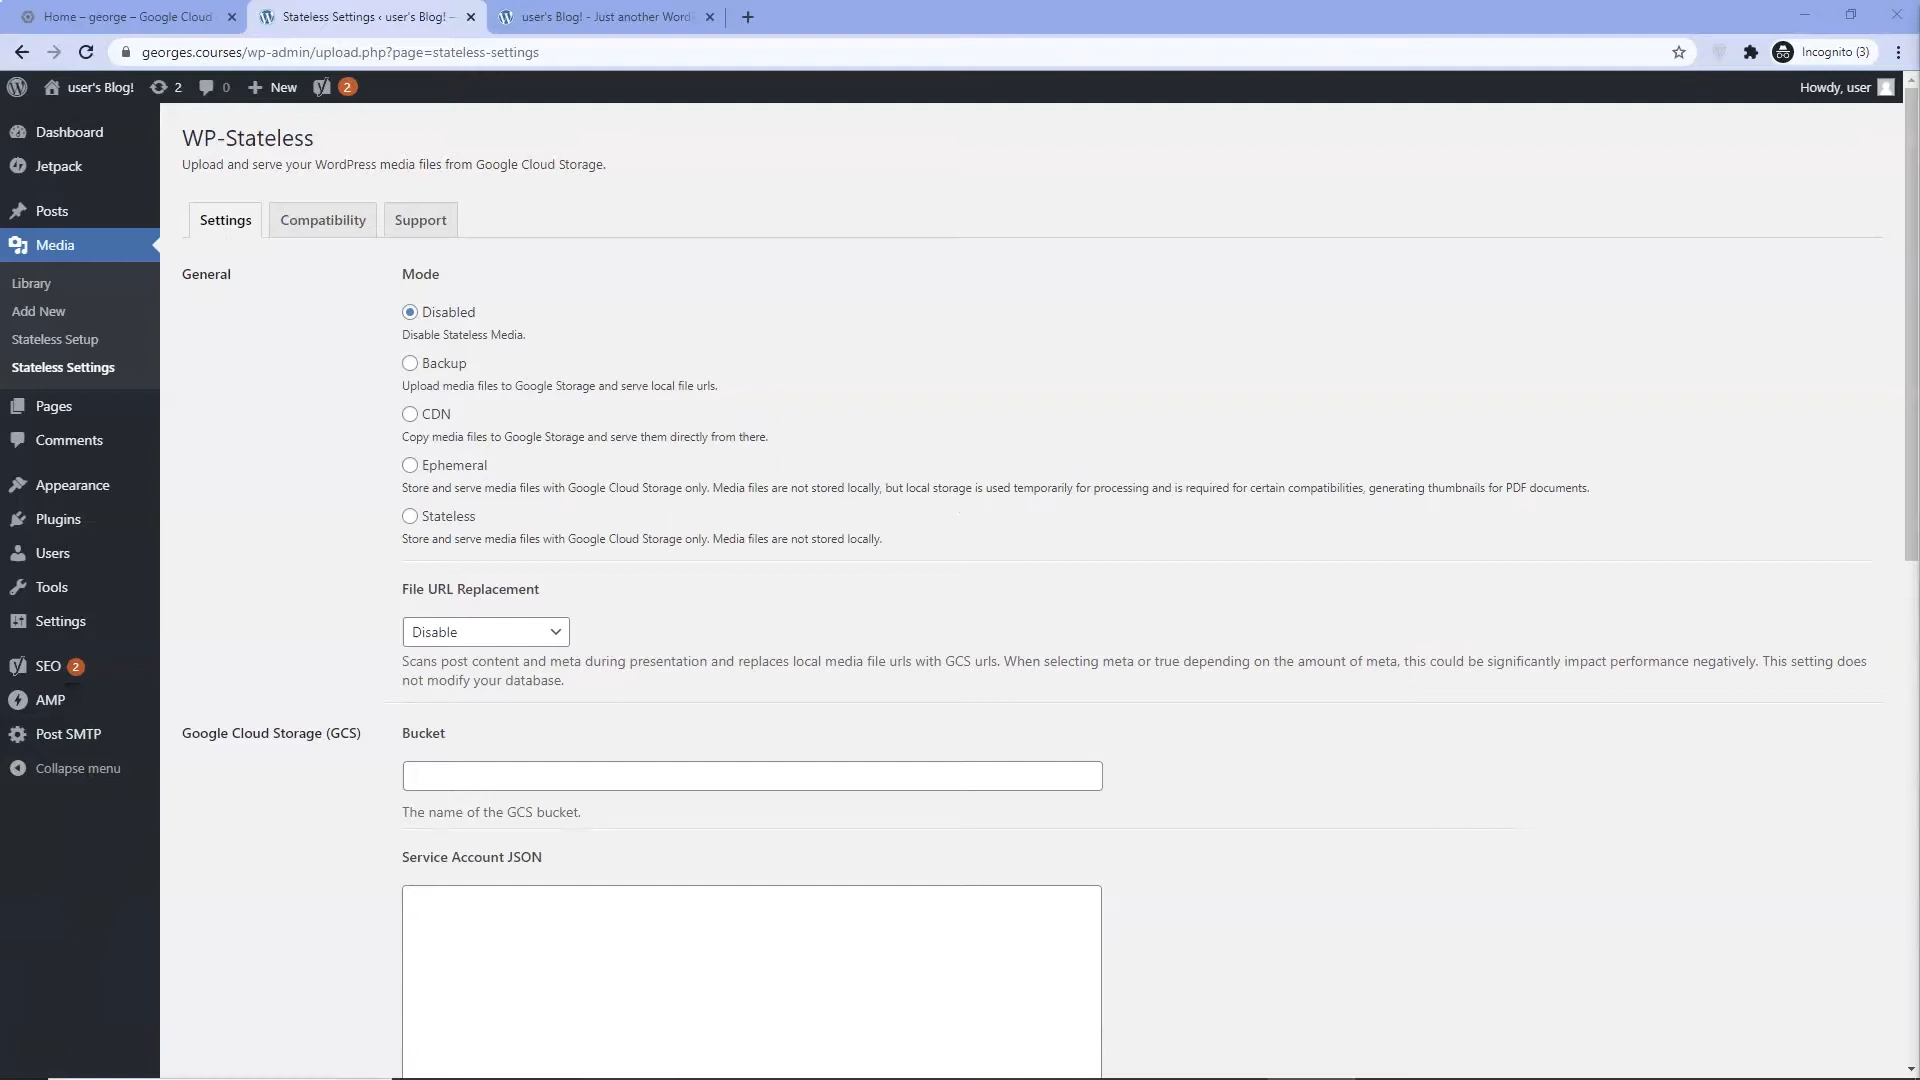 Home – george – Google Cloud
Stateless Settings ‹ user's Blog! –
user's Blog! - Just another Word
georges.courses/wp-admin/upload.php?page=stateless-settings
Incognito (3)
user's Blog!
2
0
New
2
Howdy, user
Dashboard
Jetpack
Posts
Media
Library
Add New
Stateless Setup
Stateless Settings
Pages
Comments
Appearance
Plugins
Users
Tools
Settings
SEO 2
AMP
Post SMTP
Collapse menu
WP-Stateless
Upload and serve your WordPress media files from Google Cloud Storage.
Settings
Compatibility
Support
General
Mode
Disabled
Disable Stateless Media.
Backup
Upload media files to Google Storage and serve local file urls.
CDN
Copy media files to Google Storage and serve them directly from there.
Ephemeral
Store and serve media files with Google Cloud Storage only. Media files are not stored locally, but local storage is used temporarily for processing and is required for certain compatibilities, generating thumbnails for PDF documents.
Stateless
Store and serve media files with Google Cloud Storage only. Media files are not stored locally.
File URL Replacement
Disable
Scans post content and meta during presentation and replaces local media file urls with GCS urls. When selecting meta or true depending on the amount of meta, this could be significantly impact performance negatively. This setting does
not modify your database.
Google Cloud Storage (GCS)
Bucket
The name of the GCS bucket.
Service Account JSON